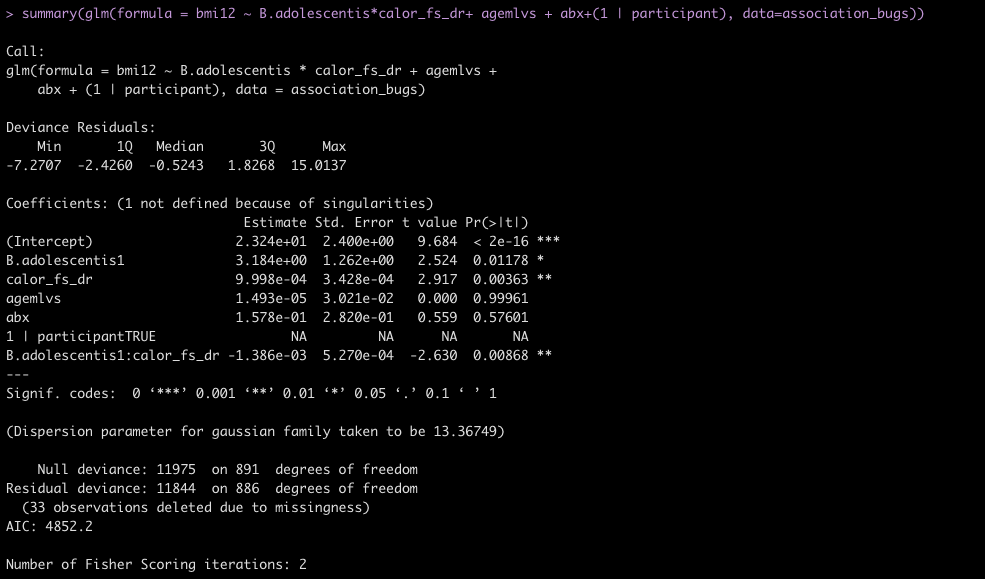 > summary(glm(formula = bmi12 ~ B.adolescentis*calor_fs_dr+ agemlvs + abx+(1 | participant), data=association_bugs))
Call:
glm(formula = bmi12 ~ B.adolescentis * calor_fs_dr + agemlvs +
    abx + (1 | participant), data = association_bugs)
Deviance Residuals:
    Min       1Q   Median       3Q      Max
-7.2707  -2.4260  -0.5243   1.8268  15.0137
Coefficients: (1 not defined because of singularities)
                             Estimate Std. Error t value Pr(>|t|)
(Intercept)                 2.324e+01  2.400e+00   9.684  < 2e-16 ***
B.adolescentis1             3.184e+00  1.262e+00   2.524  0.01178 *
calor_fs_dr                 9.998e-04  3.428e-04   2.917  0.00363 **
agemlvs                     1.493e-05  3.021e-02   0.000  0.99961
abx                         1.578e-01  2.820e-01   0.559  0.57601
1 | participantTRUE                NA         NA      NA       NA
B.adolescentis1:calor_fs_dr -1.386e-03  5.270e-04  -2.630  0.00868 **
---
Signif. codes:  0 ‘***’ 0.001 ‘**’ 0.01 ‘*’ 0.05 ‘.’ 0.1 ‘ ’ 1
(Dispersion parameter for gaussian family taken to be 13.36749)
    Null deviance: 11975  on 891  degrees of freedom
Residual deviance: 11844  on 886  degrees of freedom
  (33 observations deleted due to missingness)
AIC: 4852.2
Number of Fisher Scoring iterations: 2